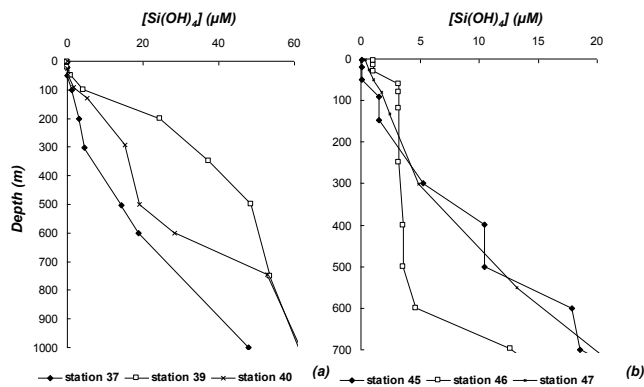 [Si(OH)4] (µM)
0 20 40 60
0
100
200
300
400
500
600
700
800
900
1000
Depth (m)
station 37 station 39 station 40
(a)
[Si(OH)4] (µM)
0 5 10 15 20
0
100
200
300
400
500
600
700
station 45 station 46 station 47
(b)